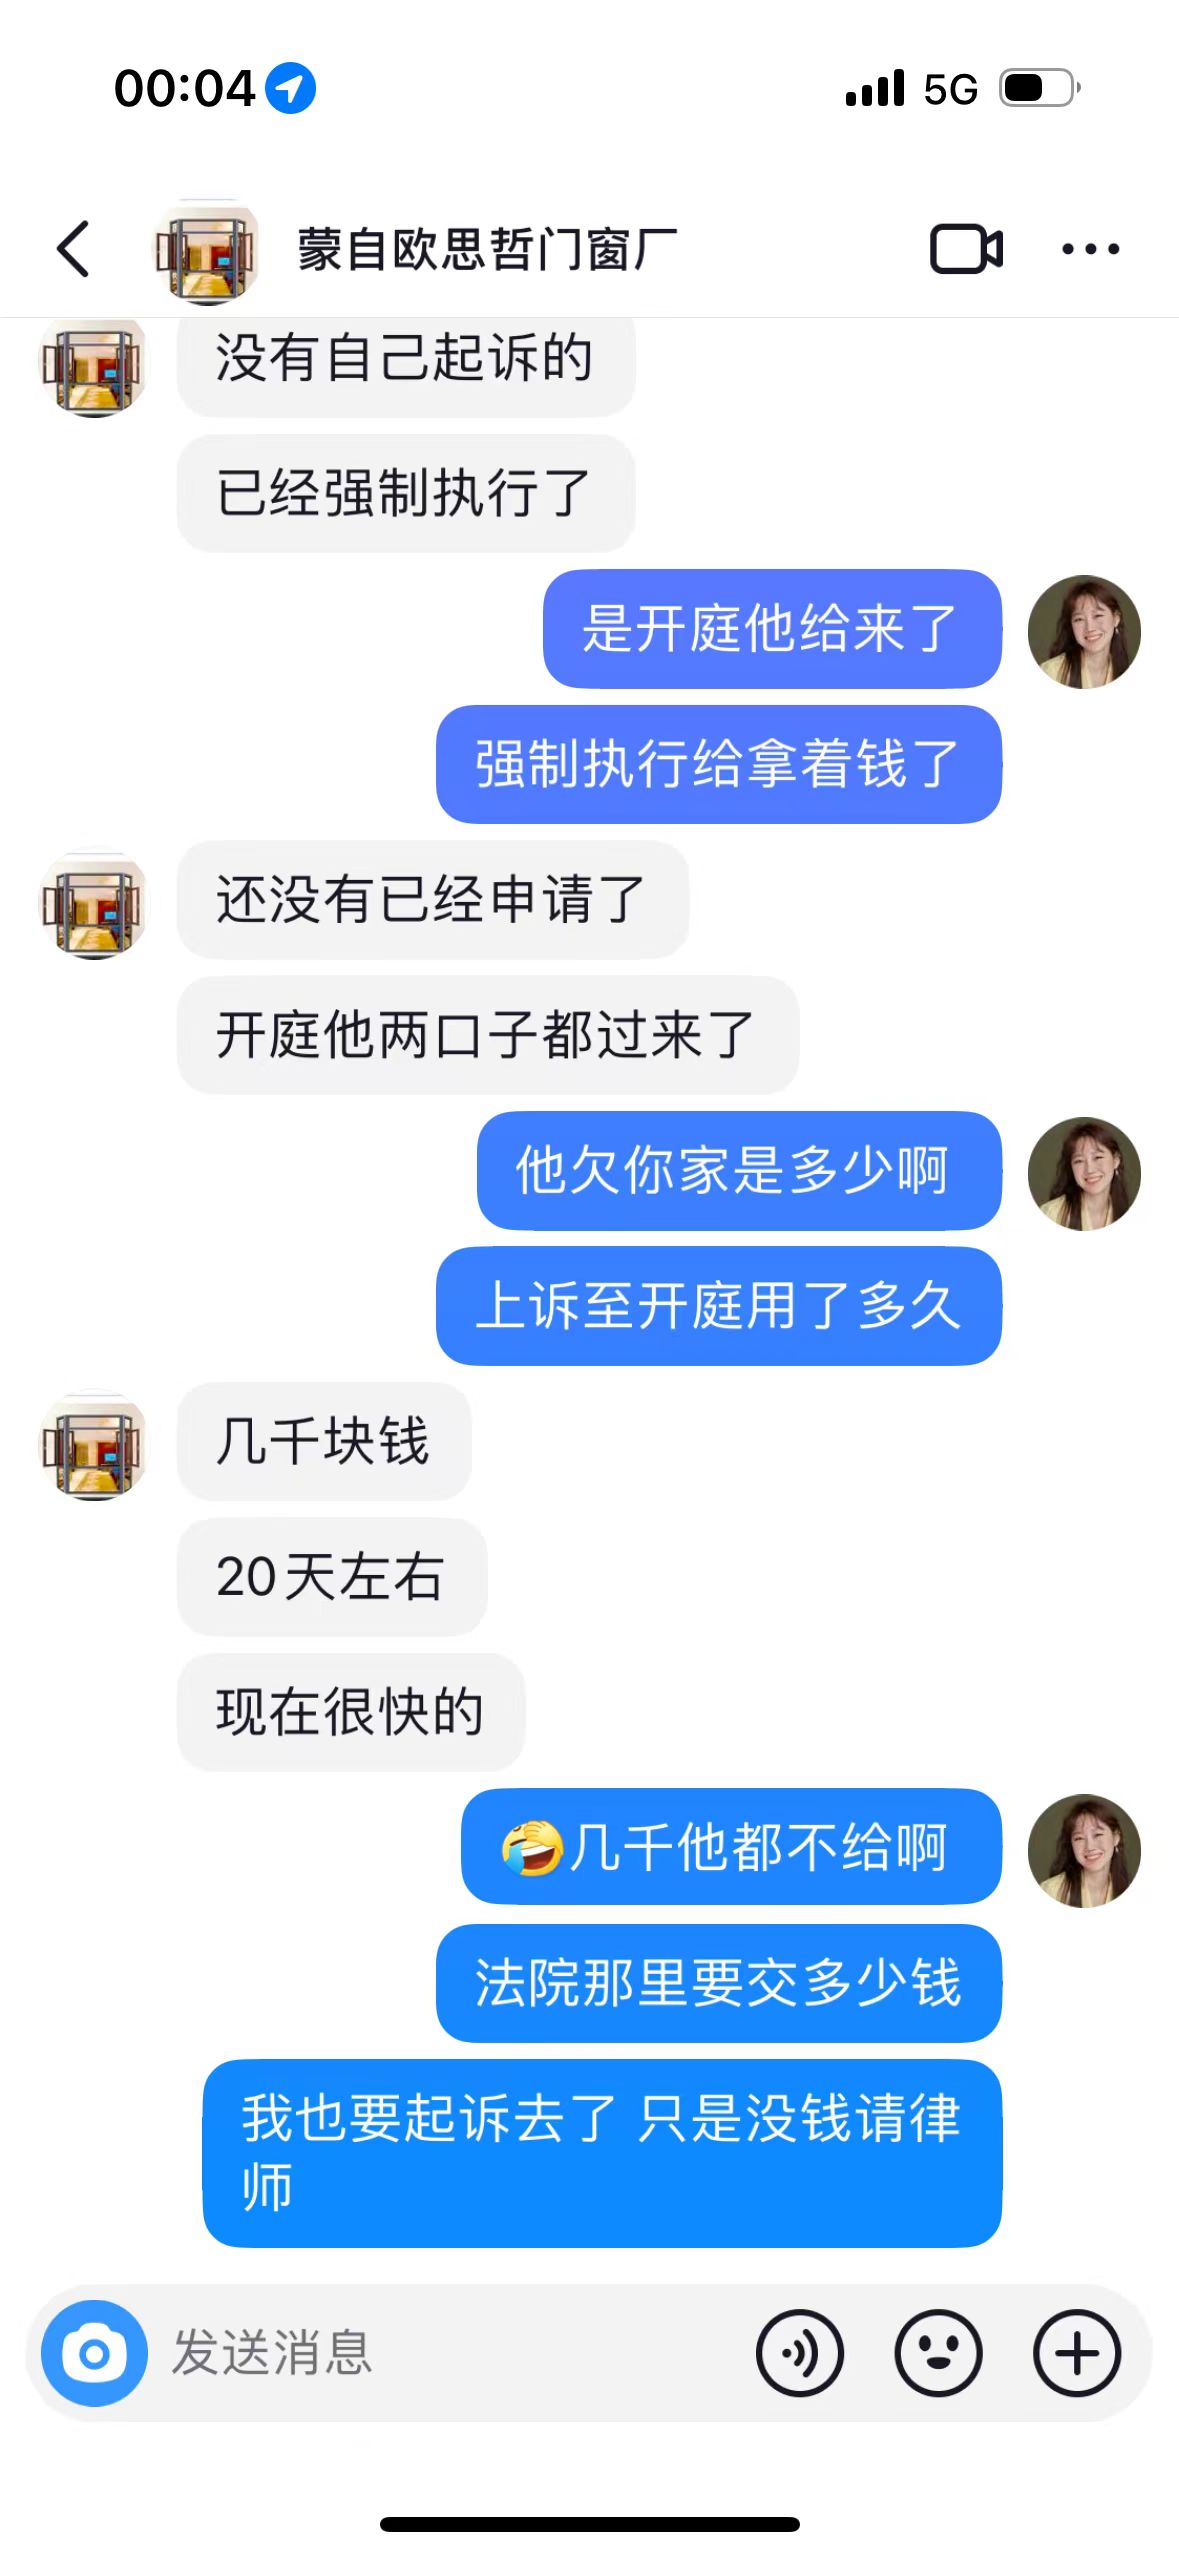 00:04
5G
蒙自欧思哲门窗厂
没有自己起诉的
已经强制执行了
是开庭他给来了
强制执行给拿着钱了
还没有已经申请了
开庭他两口子都过来了
他欠你家是多少啊
上诉至开庭用了多久
几千块钱
20天左右
现在很快的
🤣几千他都不给啊
法院那里要交多少钱
我也要起诉去了 只是没钱请律
师
发送消息